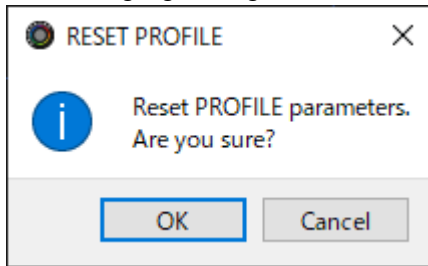 RESET PROFILE
Reset PROFILE parameters.
Are you sure?
OK
Cancel